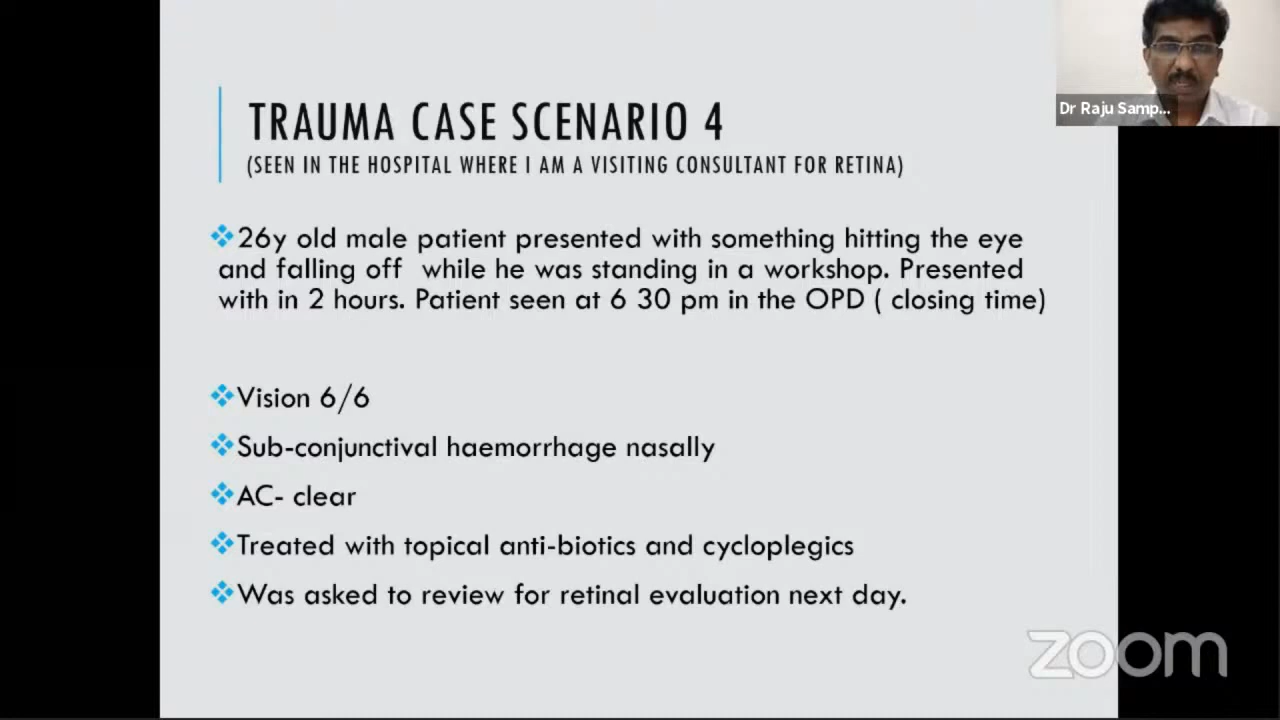 Dr Raju Samp...
TRAUMA CASE SCENARIO 4
(SEEN IN THE HOSPITAL WHERE I AM A VISITING CONSULTANT FOR RETINA)
26y old male patient presented with something hitting the eye
and falling off while he was standing in a workshop. Presented
with in 2 hours. Patient seen at 6 30 pm in the OPD ( closing time)
Vision 6/6
Sub-conjunctival haemorrhage nasally
AC- clear
Treated with topical anti-biotics and cycloplegics
Was asked to review for retinal evaluation next day.
zoom